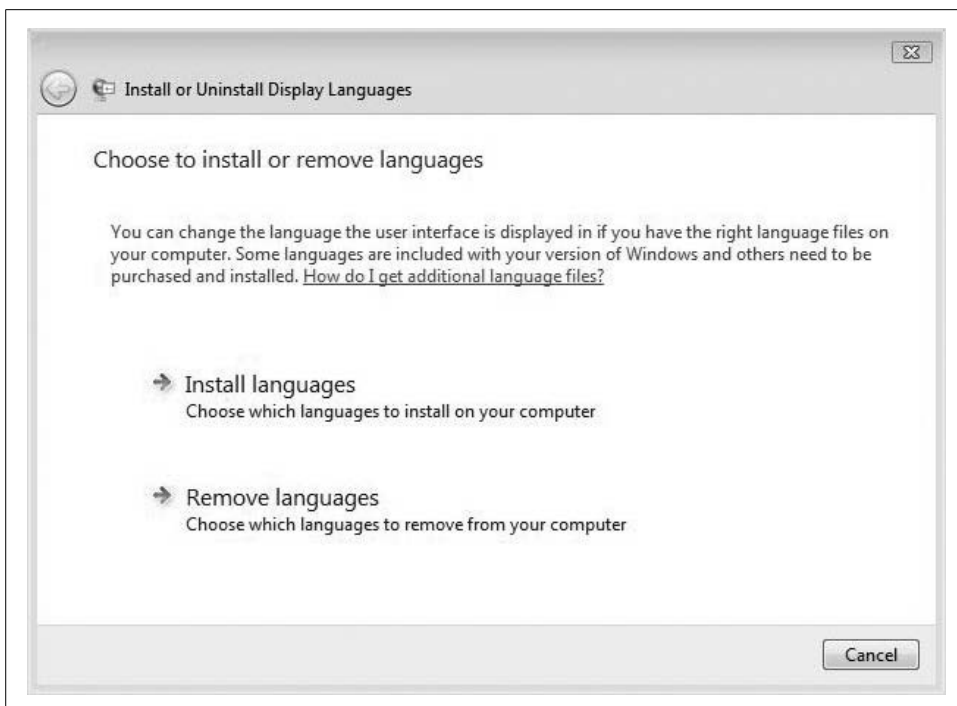 Install or Uninstall Display Languages
Choose to install or remove languages
You can change the language the user interface is displayed in if you have the right language files on
your computer. Some languages are included with your version of Windows and others need to be
purchased and installed. How do I get additional language files?
Install languages
Choose which languages to install on your computer
Remove languages
Choose which languages to remove from your computer
Cancel